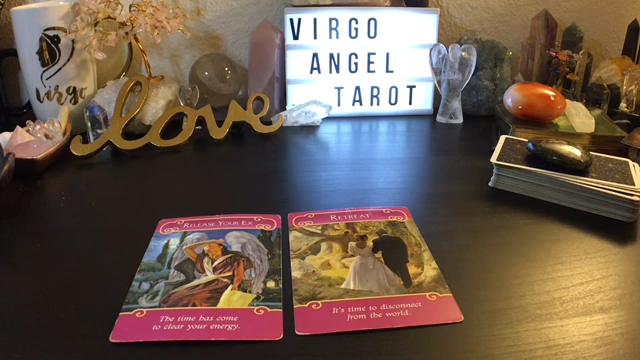 VIRGO
ANGEL
TAROT
virgo
love
RELEASE YOUR EX
The time has come
to clear your energy.
RETREAT
It's time to disconnect
from the world.